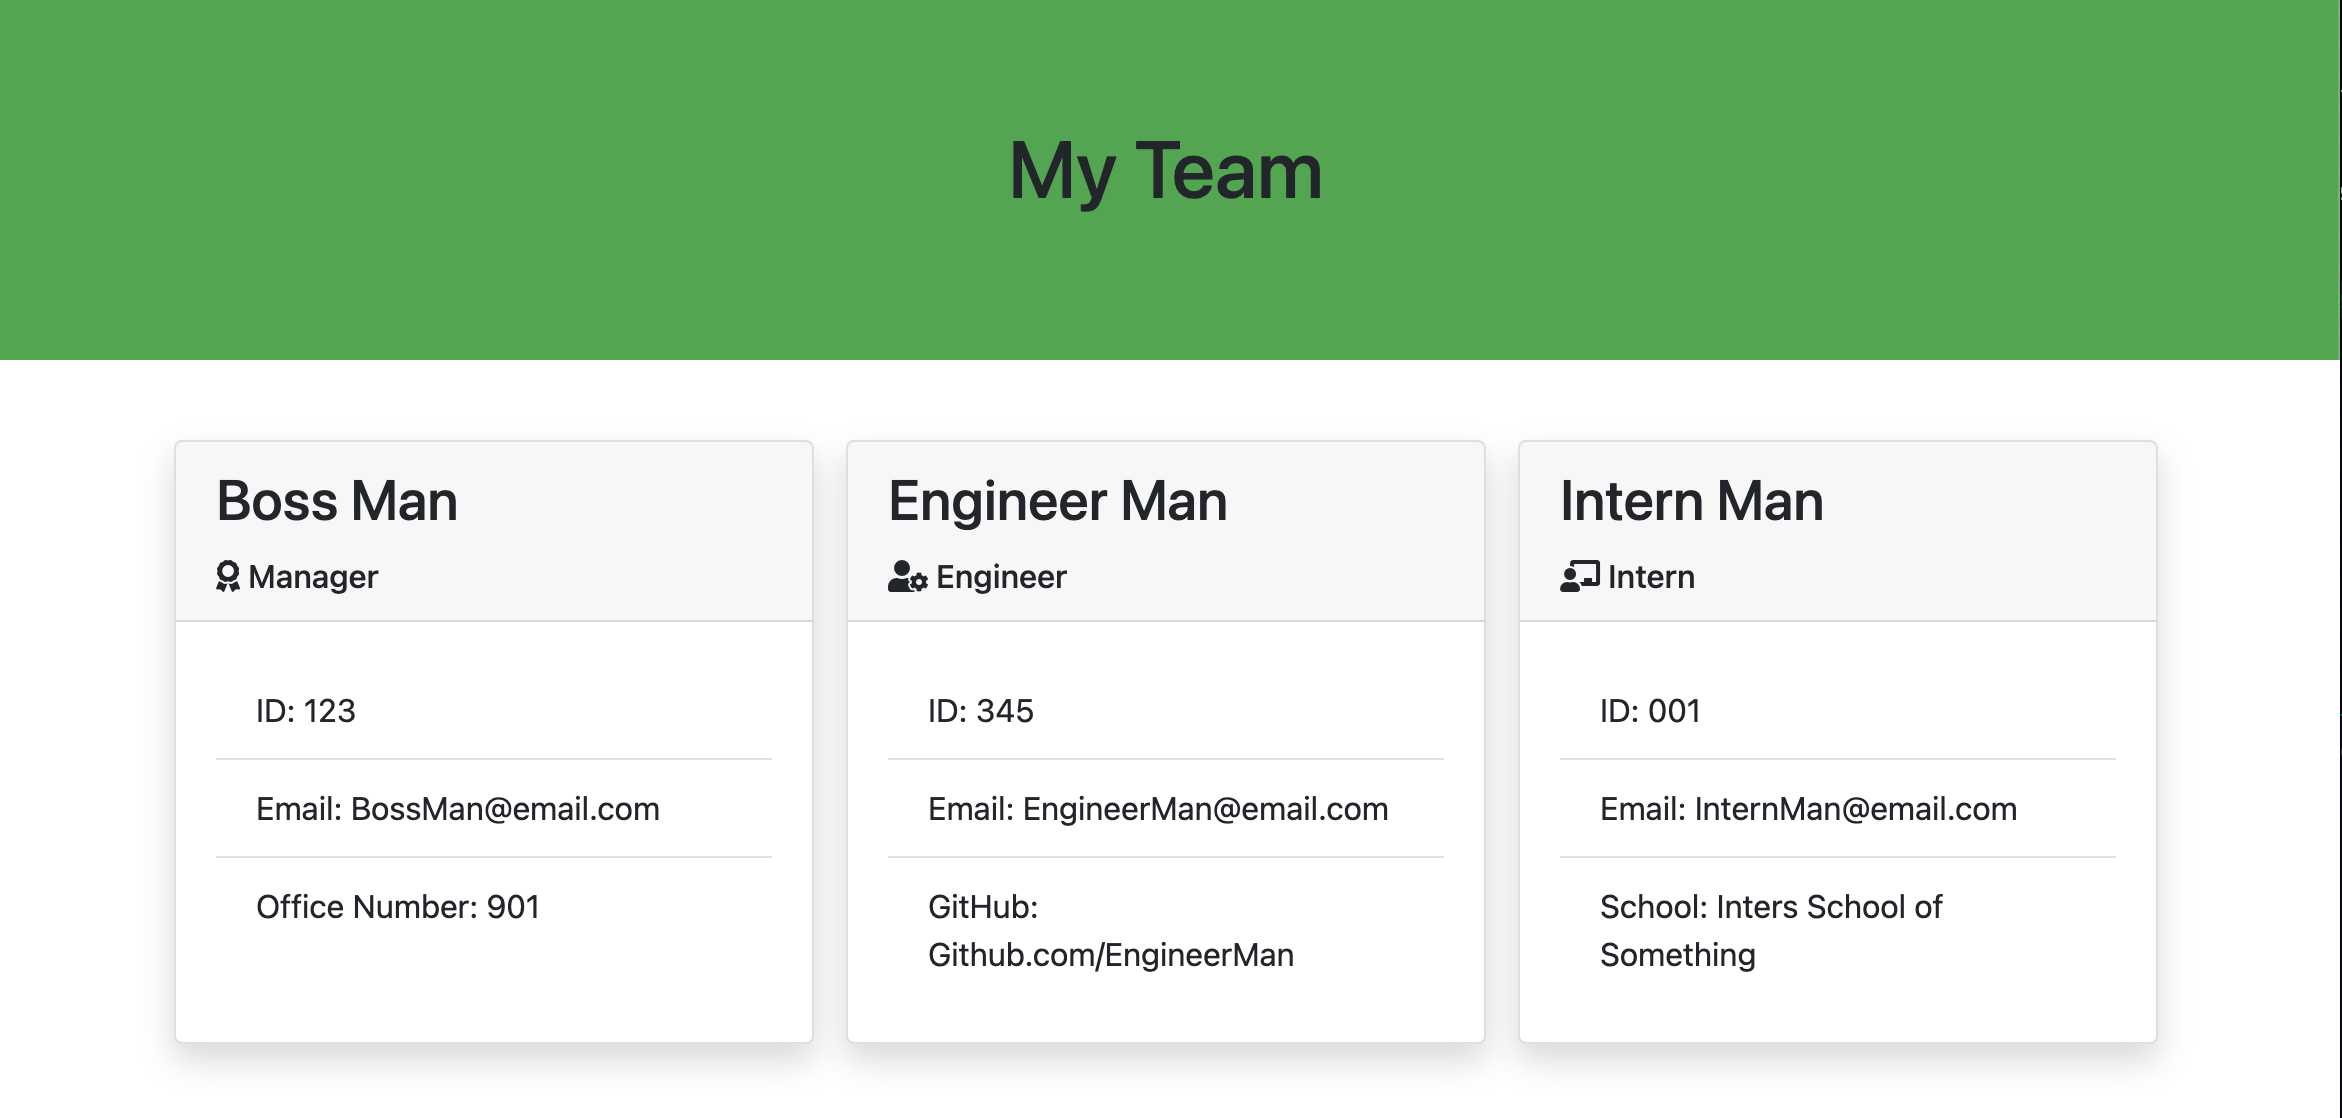 My Team
Boss Man
Manager
ID: 123
Email: BossMan@email.com
Office Number: 901
Engineer Man
Engineer
ID: 345
Email: EngineerMan@email.com
GitHub:
Github.com/EngineerMan
Intern Man
Intern
ID: 001
Email: InternMan@email.com
School: Inters School of
Something